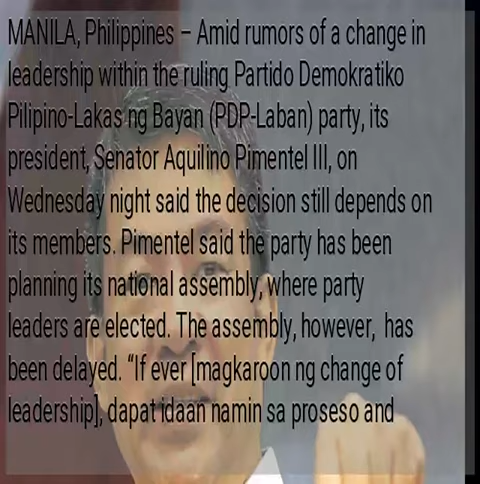 MANILA, Philippines – Amid rumors of a change in
leadership within the ruling Partido Demokratiko
Pilipino-Lakas ng Bayan (PDP-Laban) party, its
president, Senator Aquilino Pimentel III, on
Wednesday night said the decision still depends on
its members. Pimentel said the party has been
planning its national assembly, where party
leaders are elected. The assembly, however,  has
been delayed. “If ever [magkaroon ng change of
leadership], dapat idaan namin sa proseso and